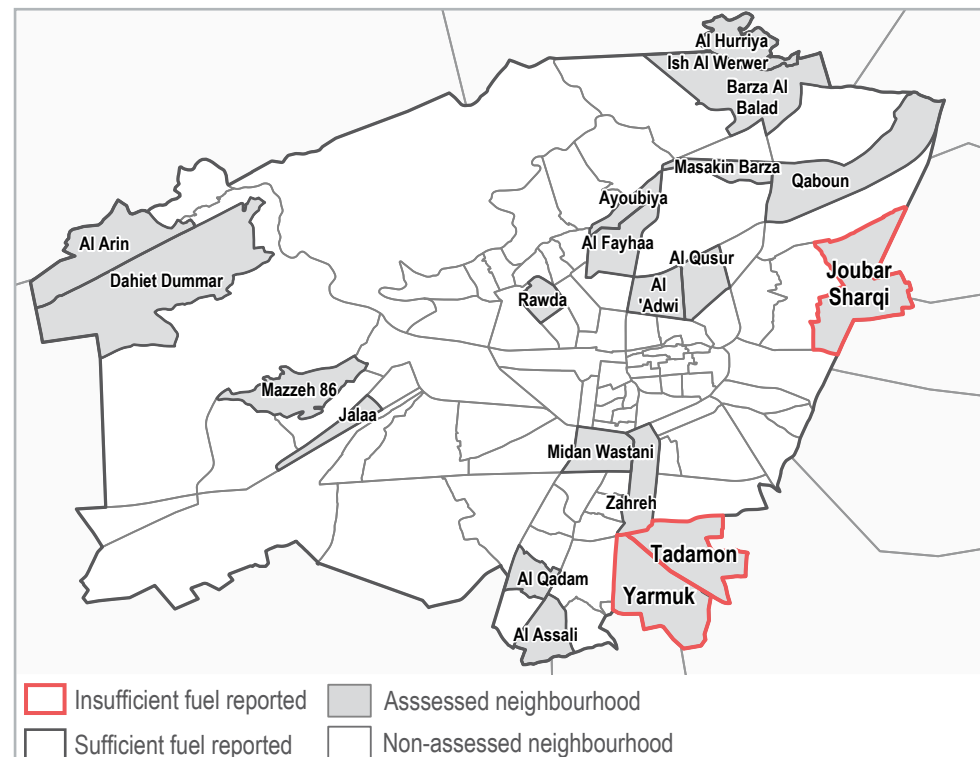 Al Hurriya
Ish Al Werwer
Barza Al
Balad
Masakin Barza
Qaboun
Ayoubiya
Al Fayhaa
Al Qusur
Al
'Adwi
Al Arin
Dahiet Dummar
Rawda
Joubar
Sharqi
Mazzeh 86
Jalaa
Midan Wastani
Zahreh
Tadamon
Yarmuk
Al Qadam
Al Assali
Insufficient fuel reported
Asssessed neighbourhood
Sufficient fuel reported
Non-assessed neighbourhood